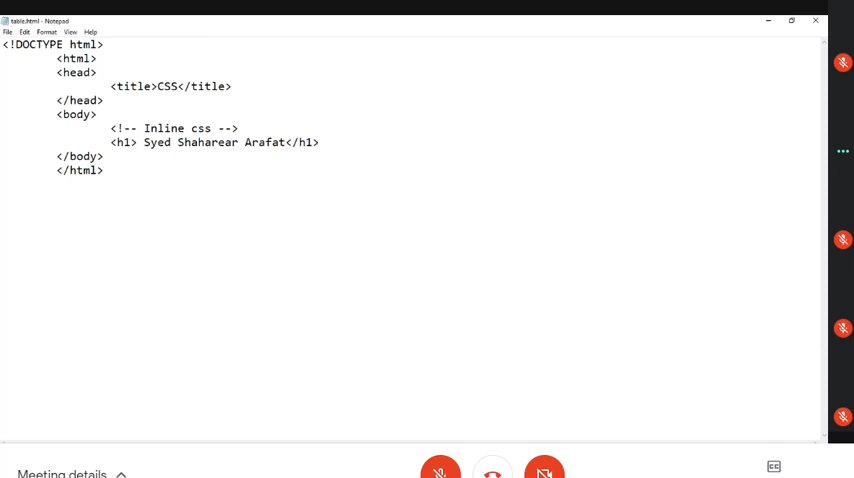 table.html - Notepad
File Edit Format View Help
<!DOCTYPE html>
<html>
<head>
<title>CSS</title>
</head>
<body>
<!-- Inline css -->
<h1> Syed Shaharear Arafat</h1>
</body>
</html>
Meeting details
CC